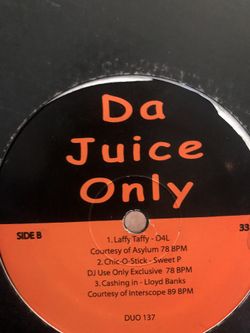 Da
Juice
Only
SIDE B
33
1. Laffy Taffy - D4L
Courtesy of Asylum 78 BPM
2. Chic-O-Stick - Sweet P
DJ Use Only Exclusive 78 BPM
3. Cashing in - Lloyd Banks
Courtesy of Interscope 89 BPM
DUO 137